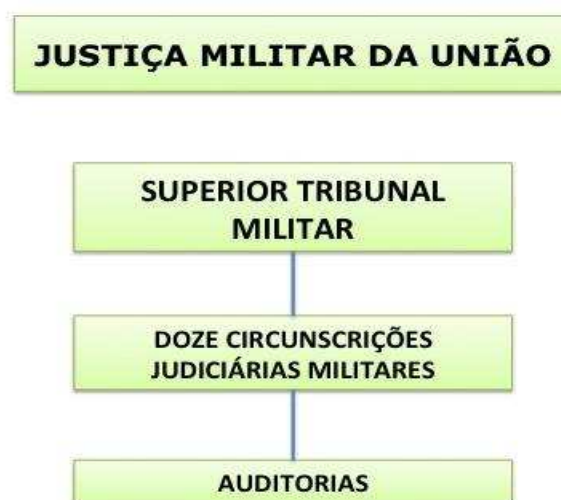 JUSTIÇA MILITAR DA UNIÃO
SUPERIOR TRIBUNAL
MILITAR
DOZE CIRCUNSCRIÇÕES
JUDICIÁRIAS MILITARES
AUDITORIAS